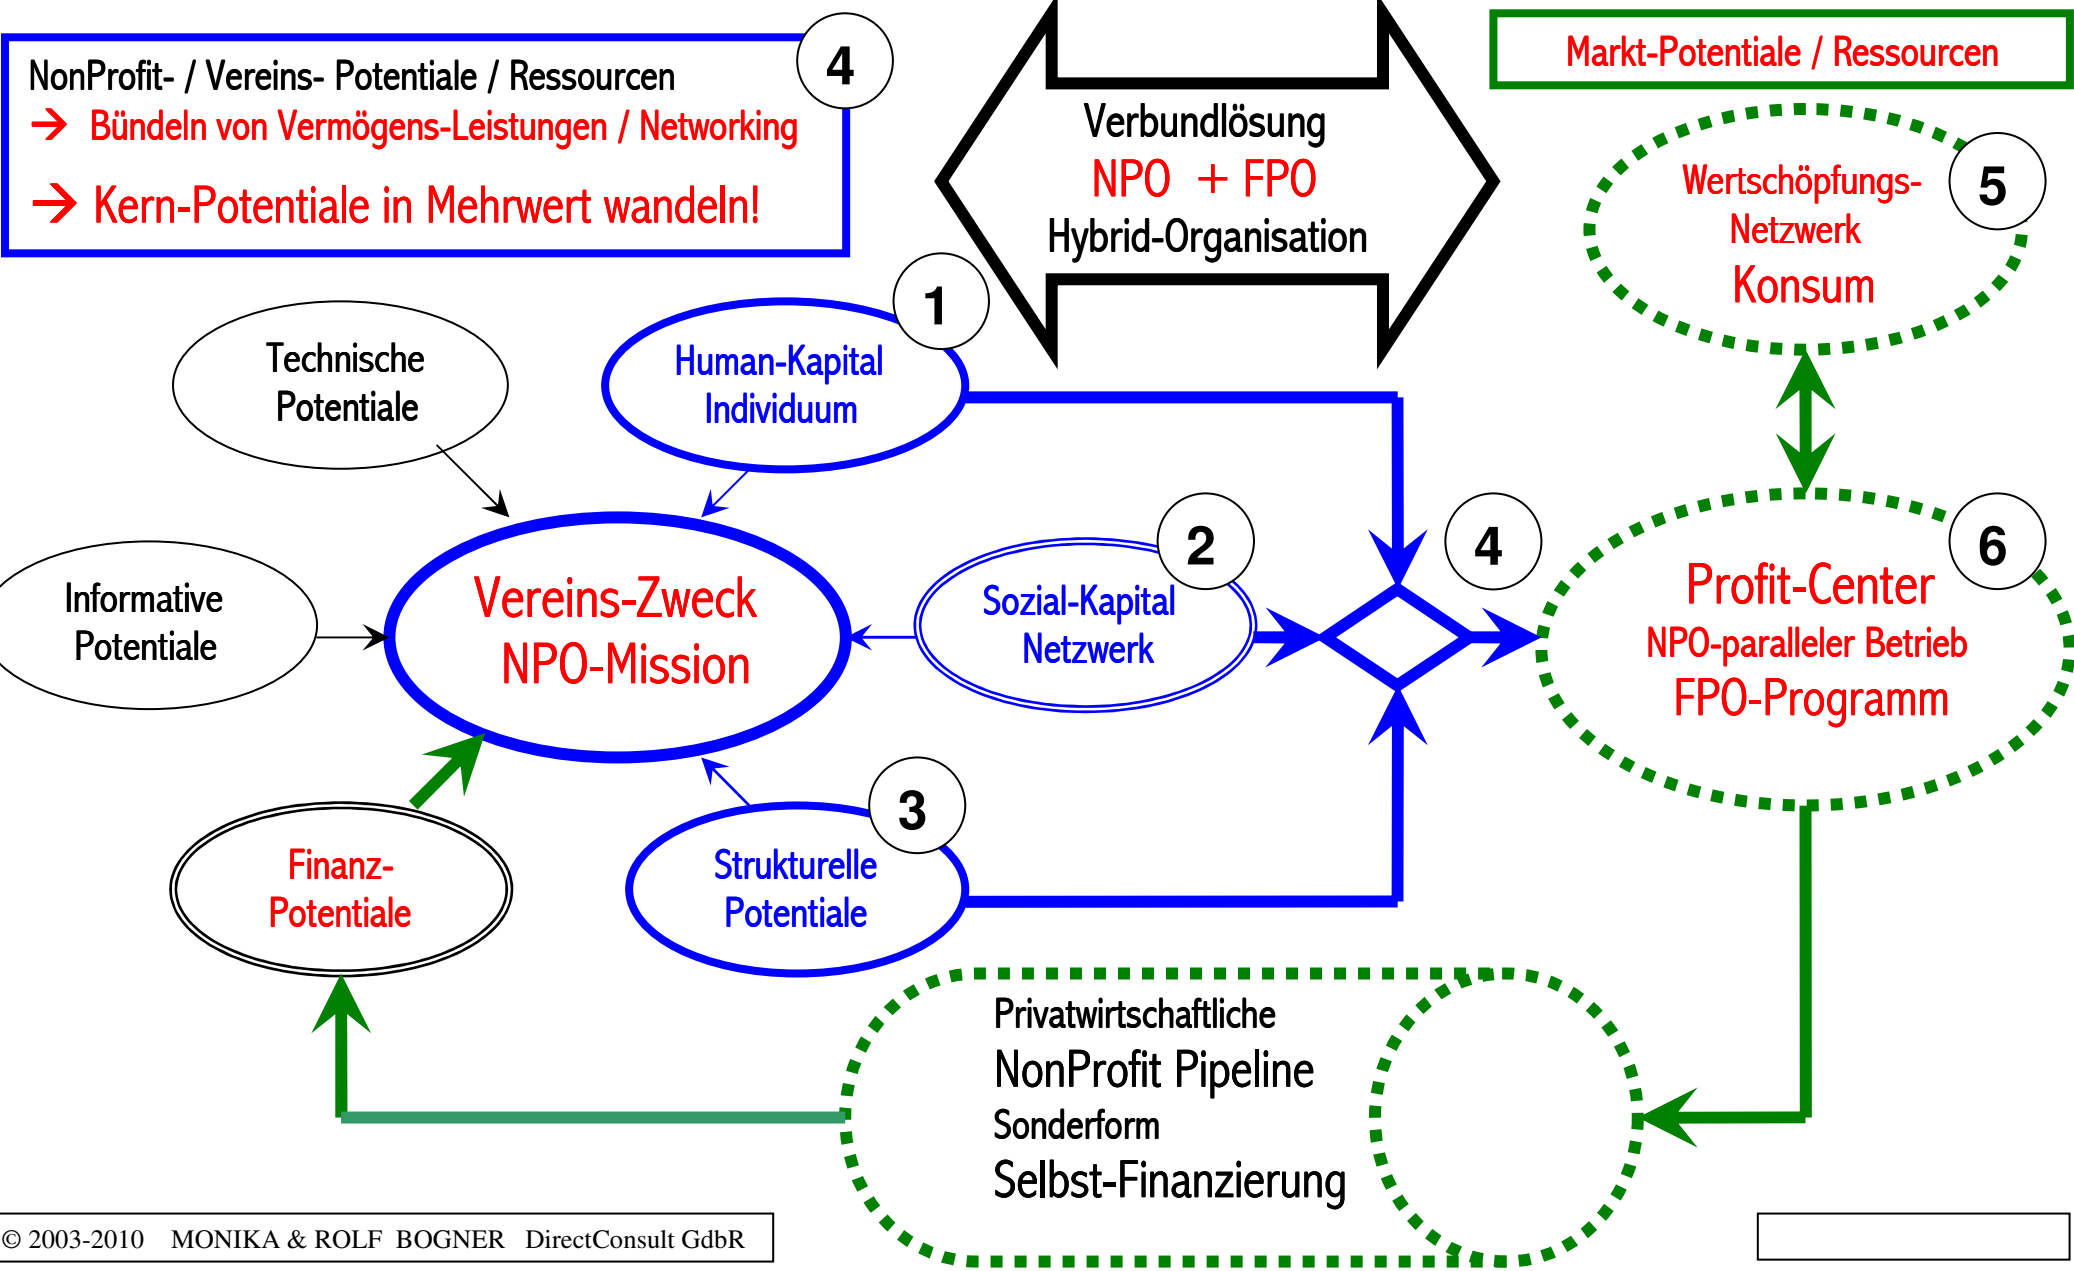 NonProfit- / Vereins- Potentiale / Ressourcen
→ Bündeln von Vermögens-Leistungen / Networking
→ Kern-Potentiale in Mehrwert wandeln!
4
Verbundlösung
NPO + FPO
Hybrid-Organisation
Markt-Potentiale / Ressourcen
Wertschöpfungs-
Netzwerk
Konsum
5
Technische
Potentiale
Human-Kapital
Individuum
1
Informative
Potentiale
Vereins-Zweck
NPO-Mission
Sozial-Kapital
Netzwerk
2
4
Profit-Center
NPO-paralleler Betrieb
FPO-Programm
6
Finanz-
Potentiale
Strukturelle
Potentiale
3
Privatwirtschaftliche
NonProfit Pipeline
Sonderform
Selbst-Finanzierung
© 2003-2010 MONIKA & ROLF BOGNER DirectConsult GdbR